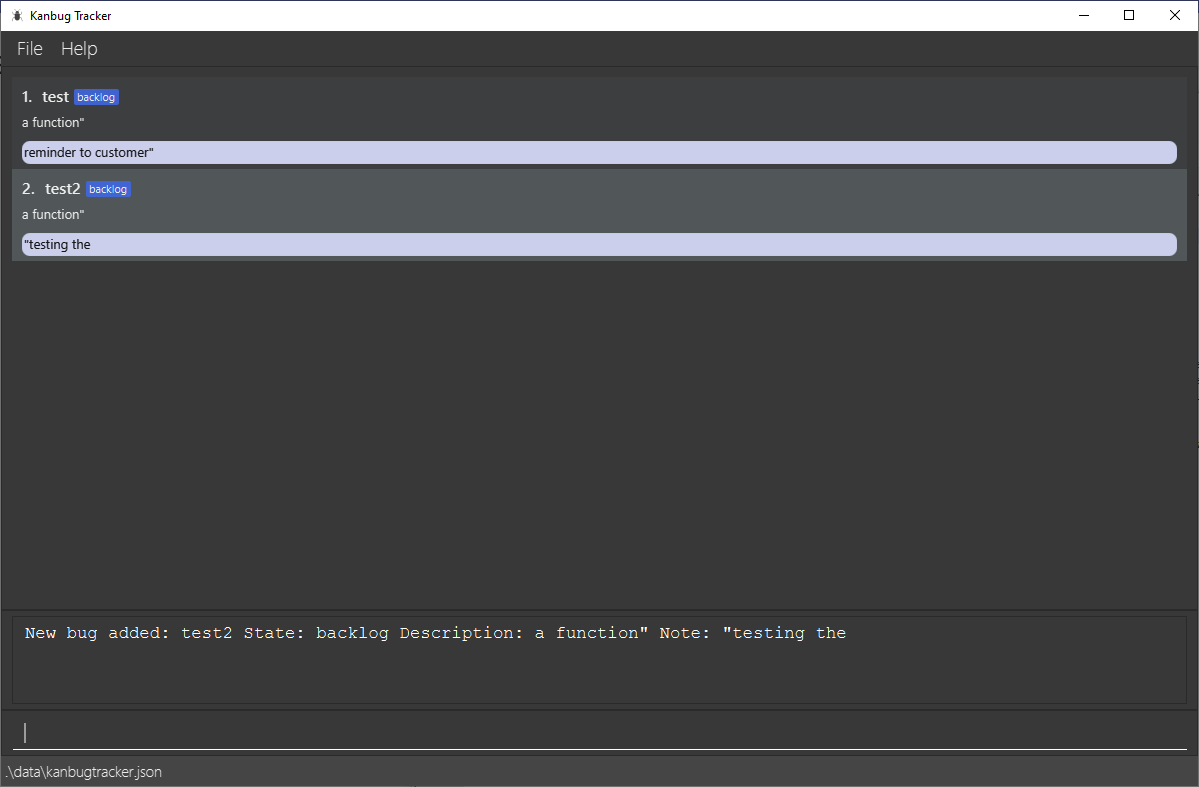 Kanbug Tracker
File Help
1. test backlog
a function"
reminder to customer"
2. test2 backlog
a function"
"testing the
New bug added: test2 State: backlog Description: a function" Note: "testing the
.\data\kanbugtracker.json